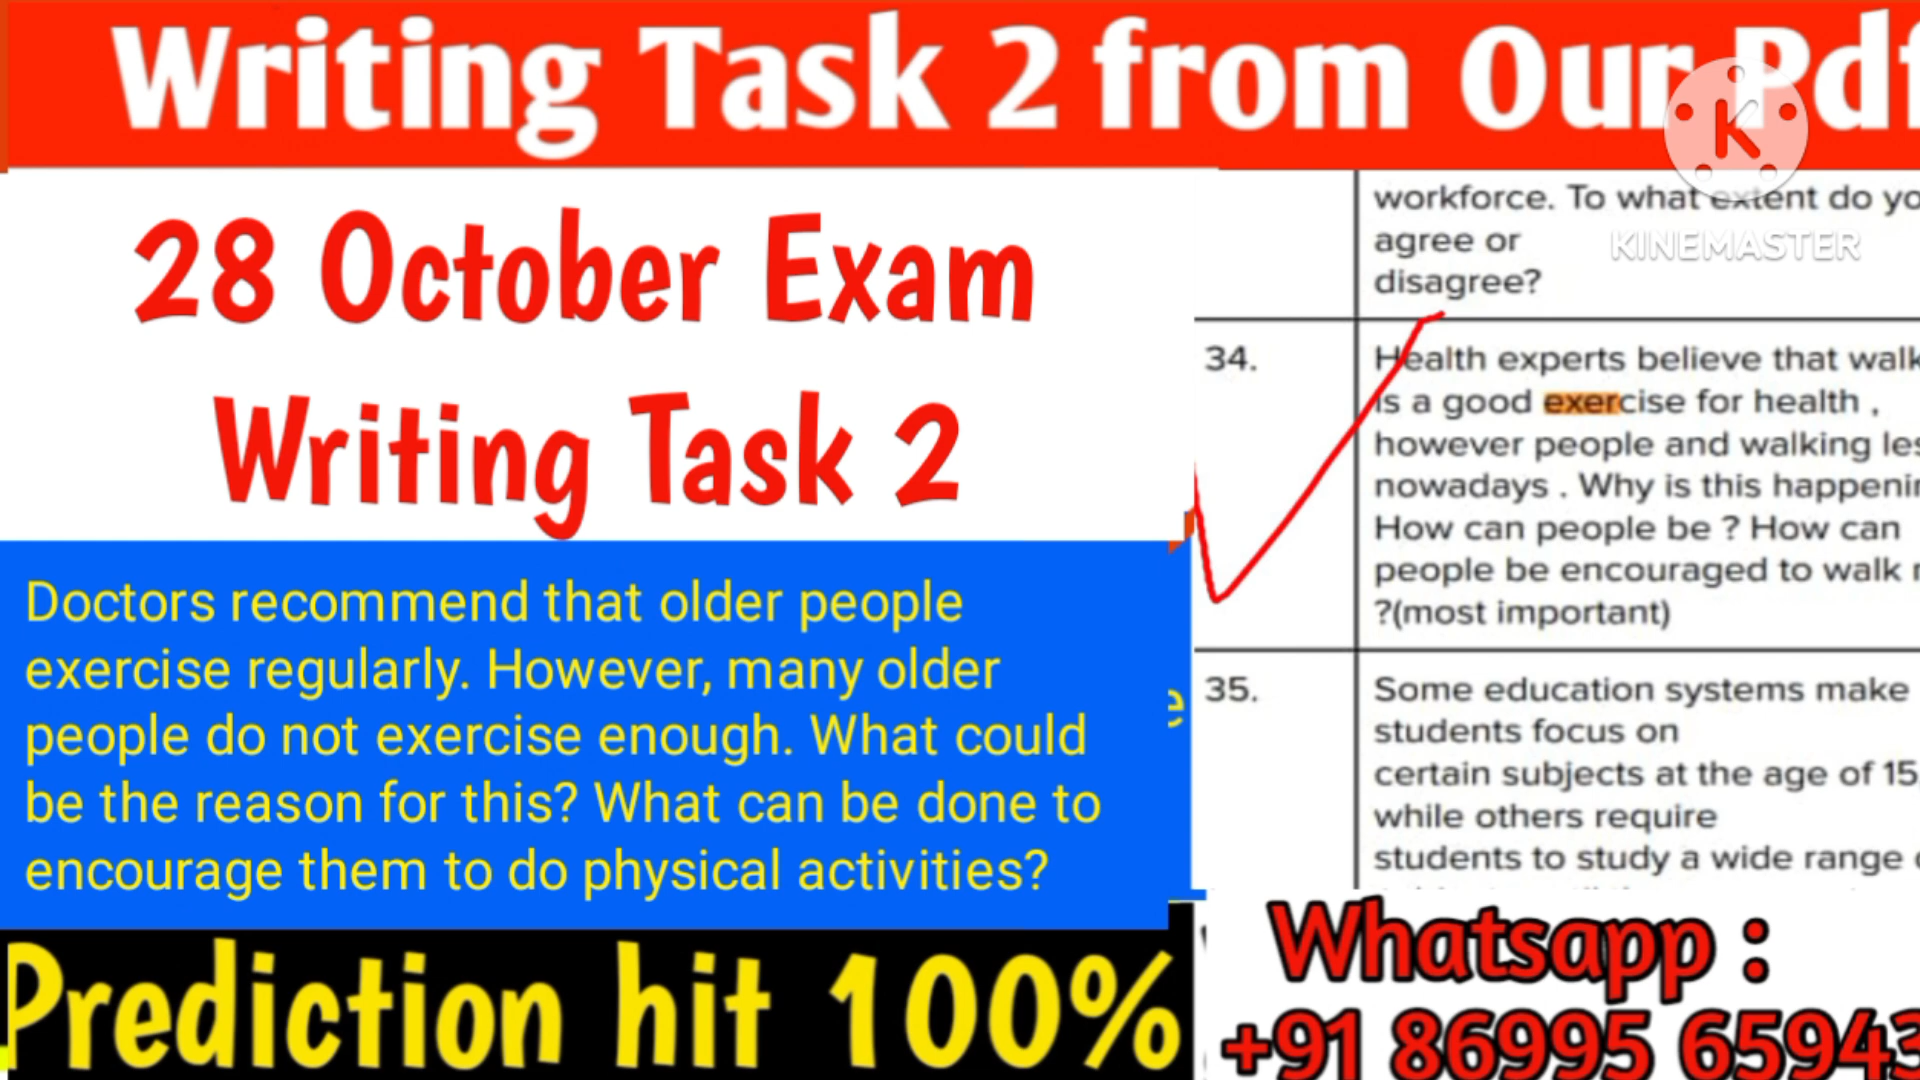 Writing Task 2 from Our Pdf
K
KINEMASTER
28 October Exam
Writing Task 2
Doctors recommend that older people
exercise regularly. However, many older
people do not exercise enough. What could
be the reason for this? What can be done to
encourage them to do physical activities?
Prediction hit 100%
workforce. To what extent do yo
agree or
disagree?
34.
Health experts believe that walk
is a good exercise for health ,
however people and walking les
nowadays . Why is this happenin
How can people be ? How can
people be encouraged to walk
?(most important)
e
35.
Some education systems make
students focus on
certain subjects at the age of 15,
while others require
students to study a wide range
Whatsapp :
+91 86995 65943